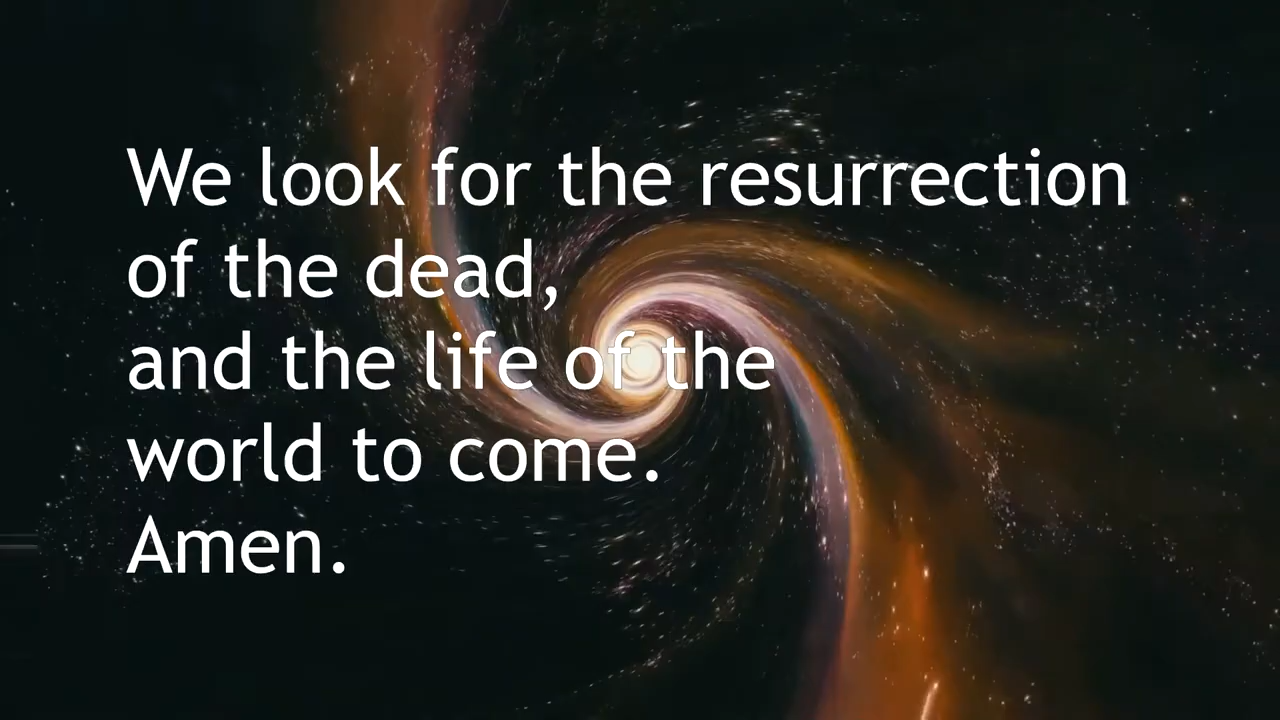 We look for the resurrection
of the dead,
and the life of the
world to come.
Amen.